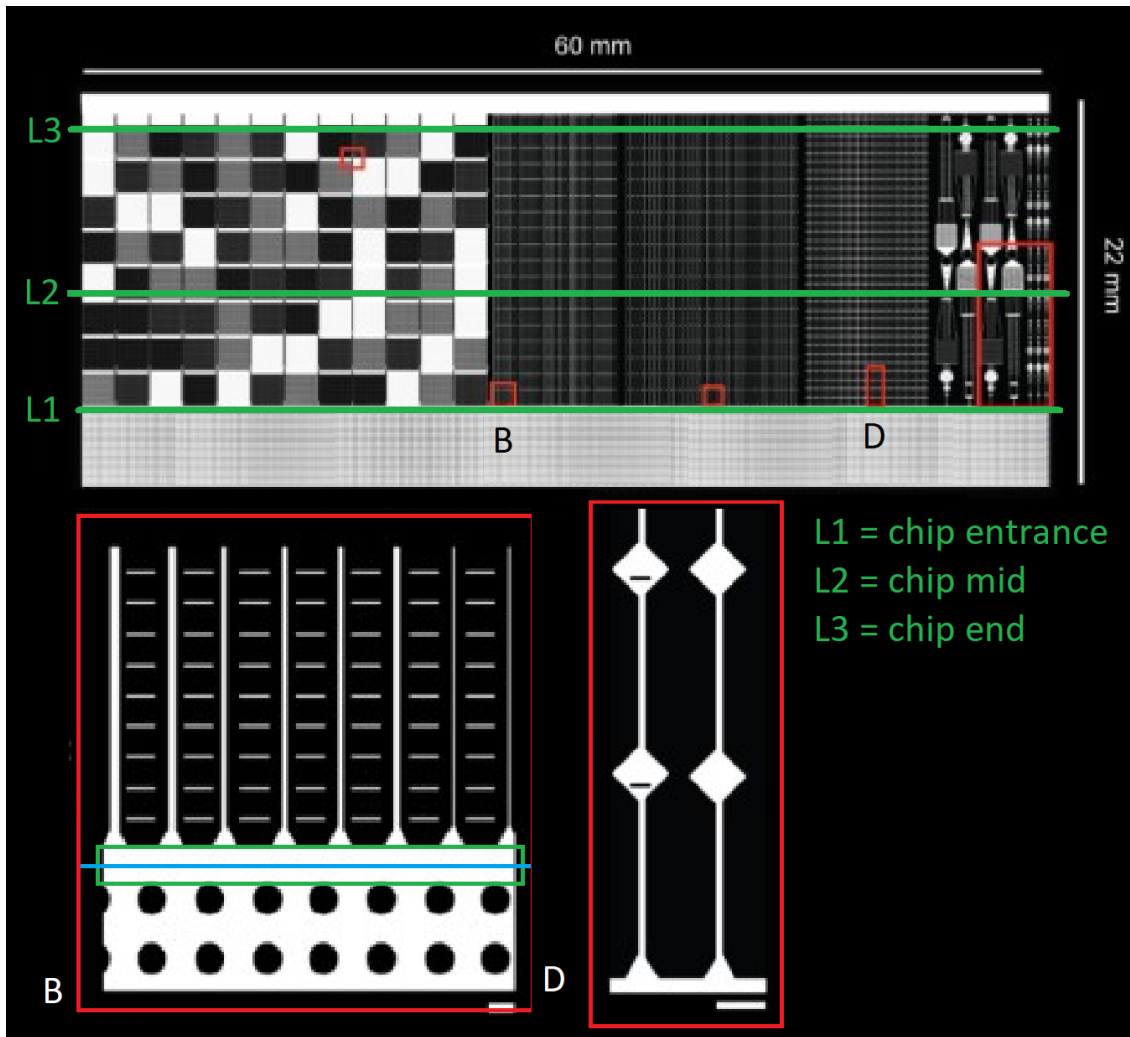 60 mm
L3
L2
22 mm
L1
B
D
L1 = chip entrance
L2 = chip mid
L3 = chip end
B
D